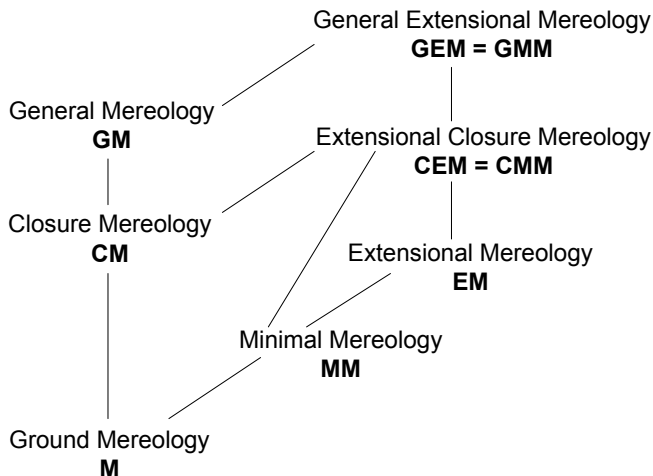 General Extensional Mereology
GEM = GMM
General Mereology
GM
Extensional Closure Mereology
CEM = CMM
Closure Mereology
CM
Extensional Mereology
EM
Minimal Mereology
MM
Ground Mereology
M